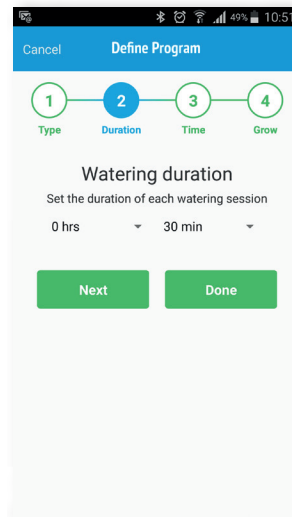 49% 10:51
Cancel Define Program
1 2 3 4
Type Duration Time Grow
Watering duration
Set the duration of each watering session
0 hrs 30 min
Next Done